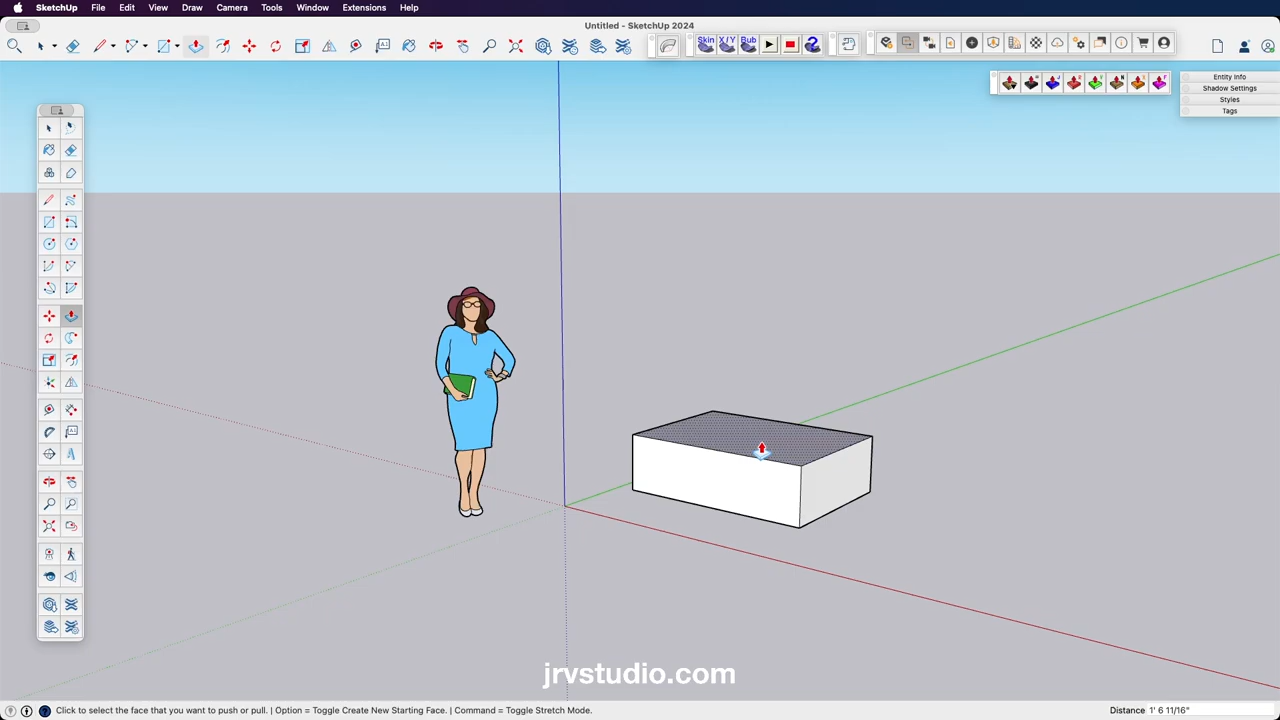 SketchUp File Edit View Draw Tools Camera Window Extensions Help
Untitled - SketchUp 2024
Skin X/Y Bub
Entity Info
Shadow Settings
Styles
Tags
jrvstudio.com
Click to select the face that you want to push or pull. | Option = Toggle Create New Starting Face. | Command = Toggle Stretch Mode.
Distance 1' 6 11/16"